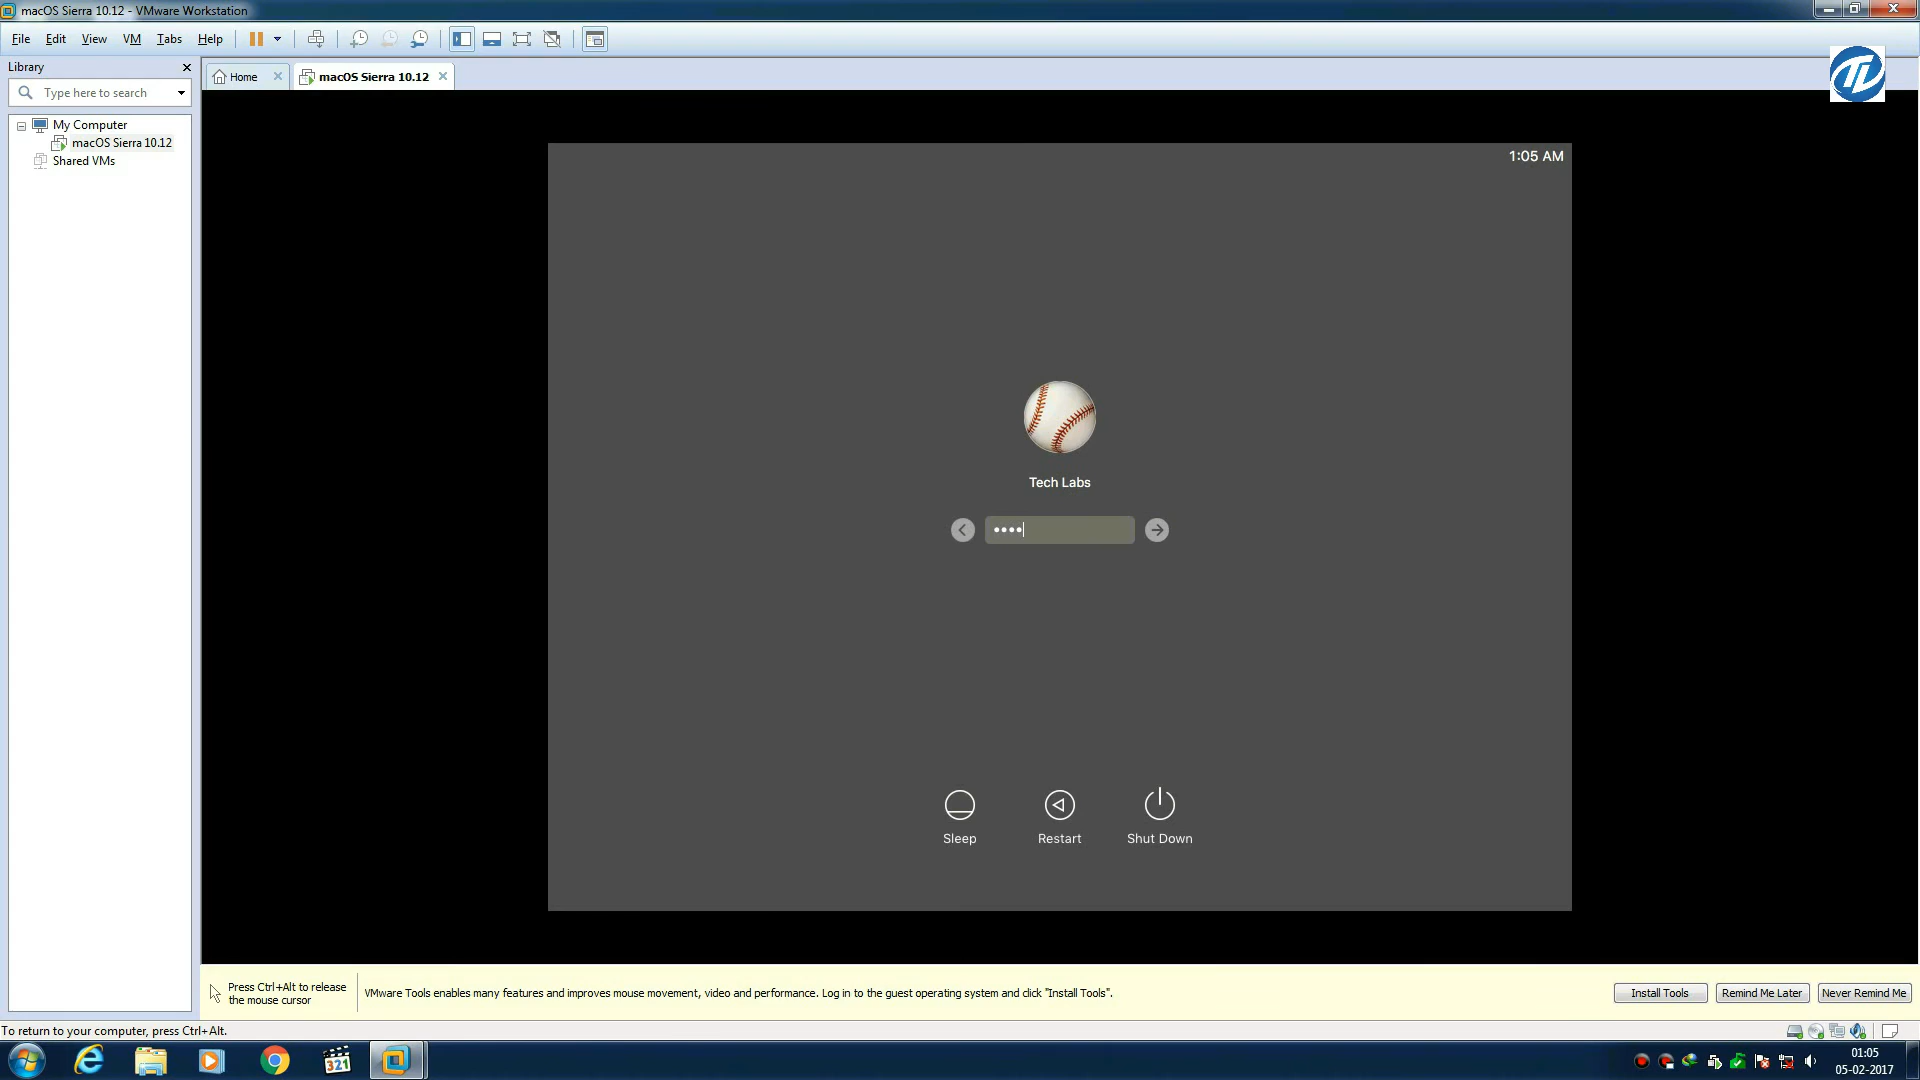 macOS Sierra 10.12 - VMware Workstation
File Edit View VM Tabs Help
Library
Type here to search
My Computer
macOS Sierra 10.12
Shared VMs
Home
macOS Sierra 10.12
1:05 AM
Tech Labs
Sleep
Restart
Shut Down
Press Ctrl+Alt to release
the mouse cursor
VMware Tools enables many features and improves mouse movement, video and performance. Log in to the guest operating system and click "Install Tools".
Install Tools
Remind Me Later
Never Remind Me
To return to your computer, press Ctrl+Alt.
321
01:05
05-02-2017